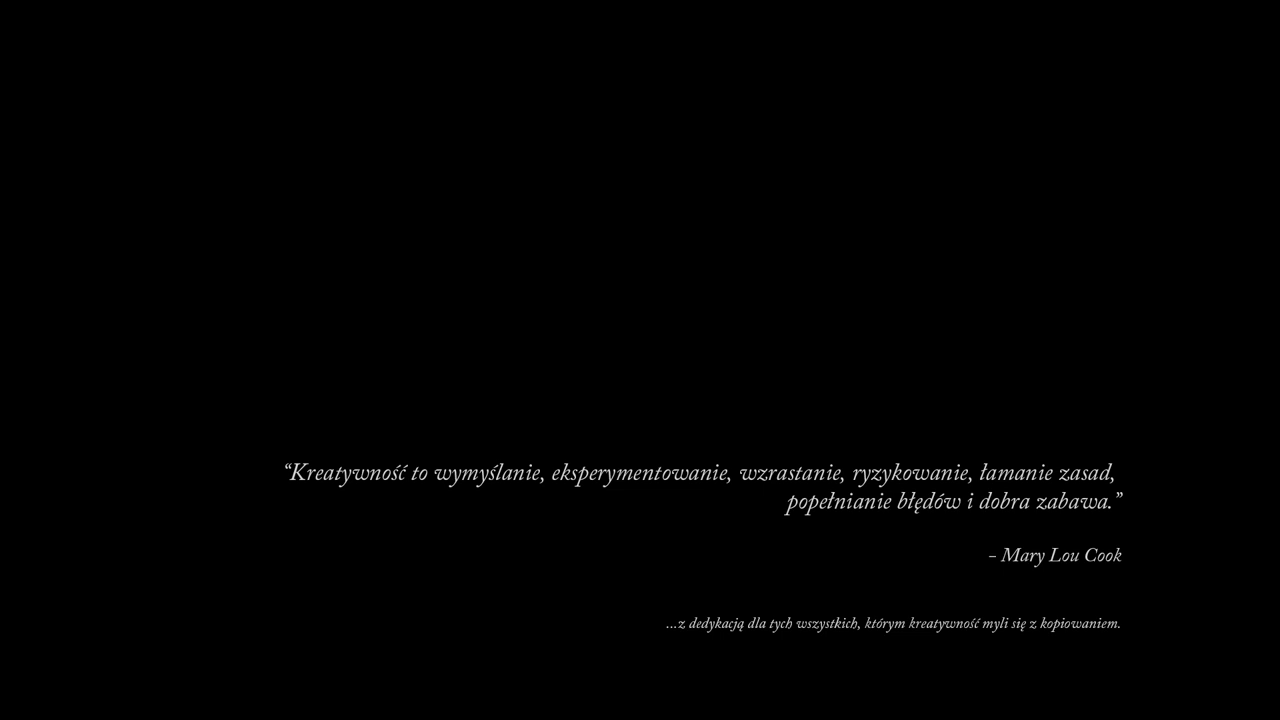 “Kreatywność to wymyślanie, eksperymentowanie, wzrastanie, ryzykowanie, łamanie zasad,
popełnianie błędów i dobra zabawa.”
– Mary Lou Cook
...z dedykacją dla tych wszystkich, którym kreatywność myli się z kopiowaniem.